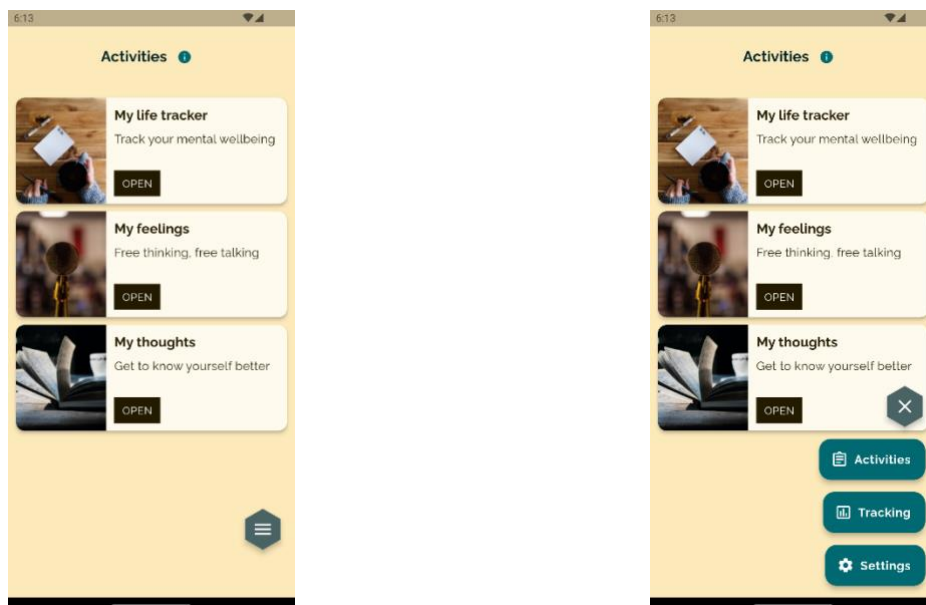 6:13
Activities
My life tracker
Track your mental wellbeing
OPEN
My feelings
Free thinking, free talking
OPEN
My thoughts
Get to know yourself better
OPEN
6:13
Activities
My life tracker
Track your mental wellbeing
OPEN
My feelings
Free thinking, free talking
OPEN
My thoughts
Get to know yourself better
OPEN
Activities
Tracking
Settings